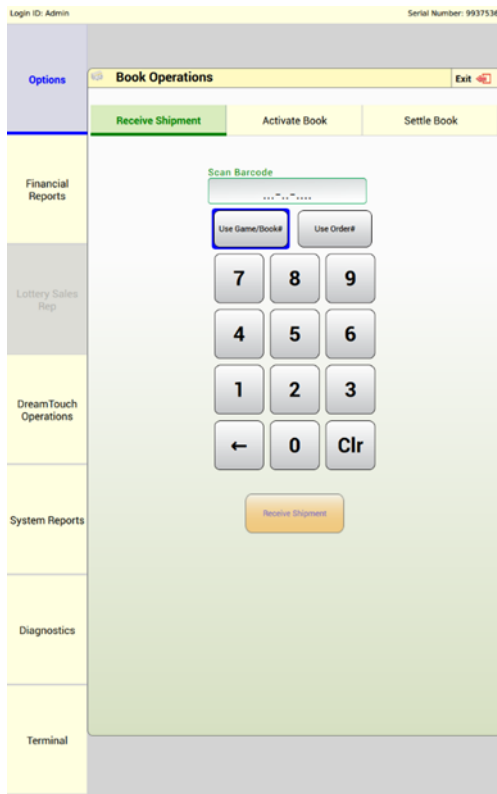 Login ID: Admin
Serial Number: 9937536
Options
Book Operations
Exit
Receive Shipment
Activate Book
Settle Book
Financial
Reports
Scan Barcode
...-..-....
Use Game/Book#
Use Order#
Lottery Sales
Rep
7 8 9
4 5 6
DreamTouch
Operations
1 2 3
← 0 Clr
System Reports
Receive Shipment
Diagnostics
Terminal